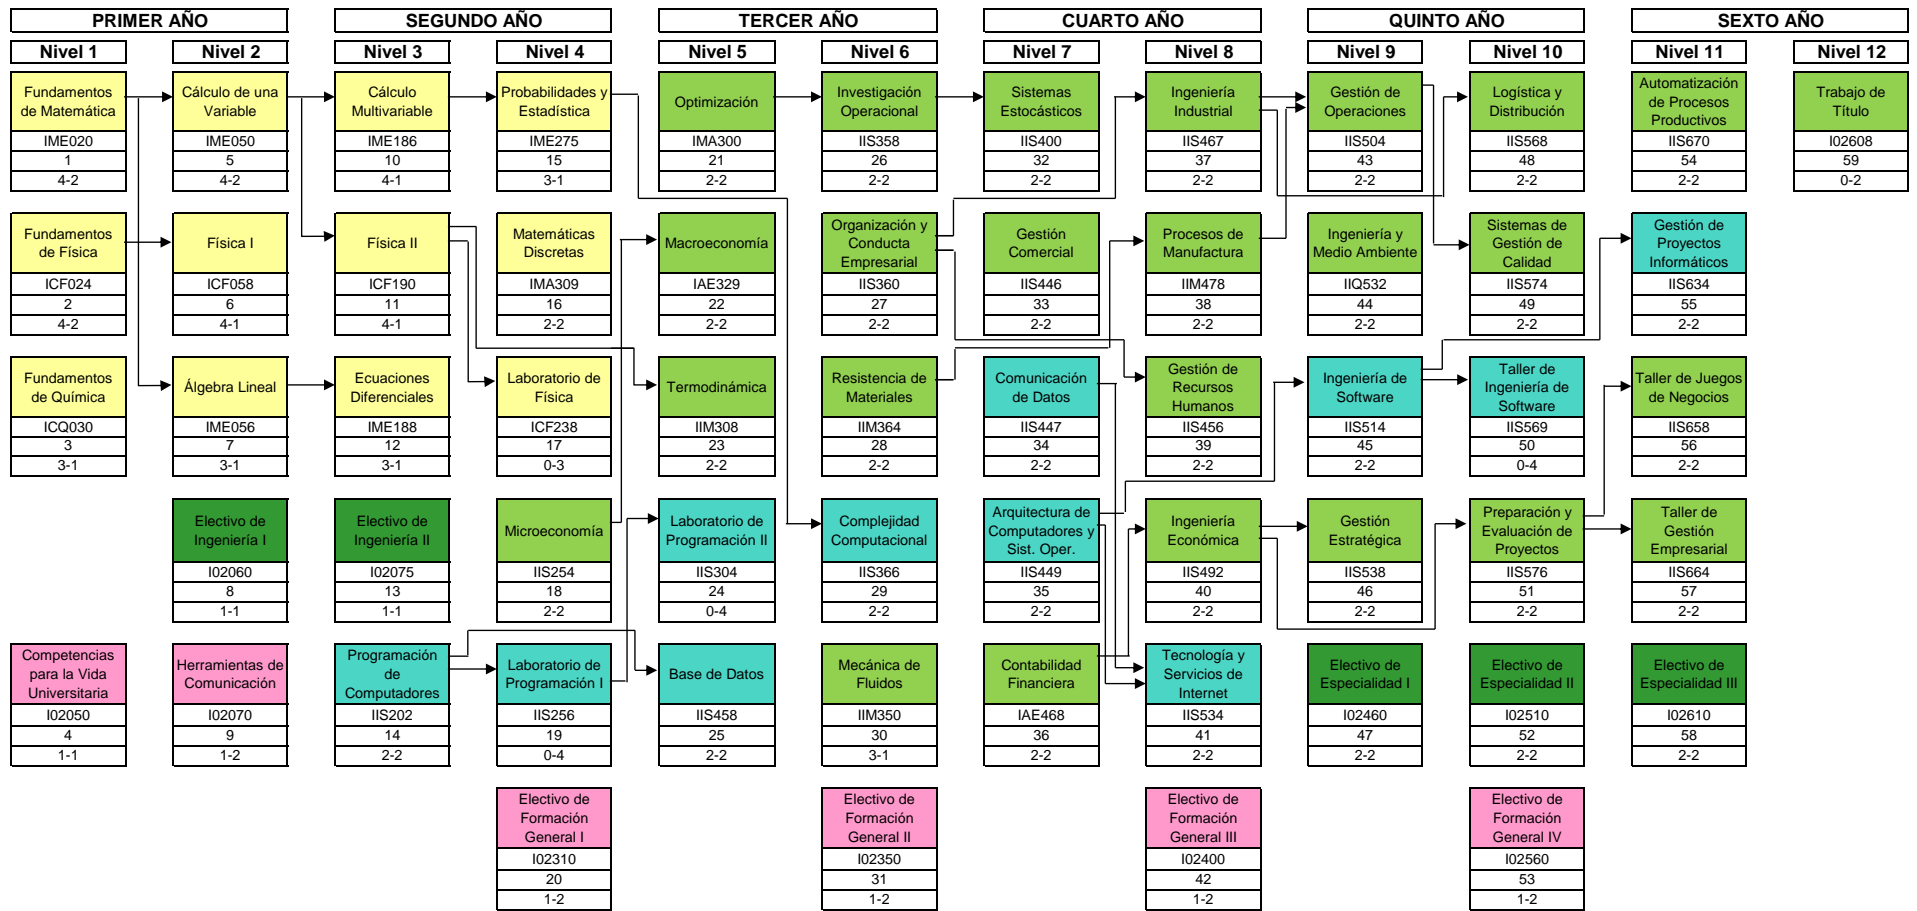 PRIMER AÑO
SEGUNDO AÑO
TERCER AÑO
CUARTO AÑO
QUINTO AÑO
SEXTO AÑO
Nivel 1
Nivel 2
Nivel 3
Nivel 4
Nivel 5
Nivel 6
Nivel 7
Nivel 8
Nivel 9
Nivel 10
Nivel 11
Nivel 12
Fundamentos
de Matemática
IME020
1
4-2
Cálculo de una
Variable
IME050
5
4-2
Cálculo
Multivariable
IME186
10
4-1
Probabilidades y
Estadística
IME275
15
3-1
Optimización
IMA300
21
2-2
Investigación
Operacional
IIS358
26
2-2
Sistemas
Estocásticos
IIS400
32
2-2
Ingeniería
Industrial
IIS467
37
2-2
Gestión de
Operaciones
IIS504
43
2-2
Logística y
Distribución
IIS568
48
2-2
Automatización
de Procesos
Productivos
IIS670
54
2-2
Trabajo de
Título
I02608
59
0-2
Fundamentos
de Física
ICF024
2
4-2
Física I
ICF058
6
4-1
Física II
ICF190
11
4-1
Matemáticas
Discretas
IMA309
16
2-2
Macroeconomía
IAE329
22
2-2
Organización y
Conducta
Empresarial
IIS360
27
2-2
Gestión
Comercial
IIS446
33
2-2
Procesos de
Manufactura
IIM478
38
2-2
Ingeniería y
Medio Ambiente
IIQ532
44
2-2
Sistemas de
Gestión de
Calidad
IIS574
49
2-2
Gestión de
Proyectos
Informáticos
IIS634
55
2-2
Fundamentos
de Química
ICQ030
3
3-1
Álgebra Lineal
IME056
7
3-1
Ecuaciones
Diferenciales
IME188
12
3-1
Laboratorio de
Física
ICF238
17
0-3
Termodinámica
IIM308
23
2-2
Resistencia de
Materiales
IIM364
28
2-2
Comunicación
de Datos
IIS447
34
2-2
Gestión de
Recursos
Humanos
IIS456
39
2-2
Ingeniería de
Software
IIS514
45
2-2
Taller de
Ingeniería de
Software
IIS569
50
0-4
Taller de Juegos
de Negocios
IIS658
56
2-2
Electivo de
Ingeniería I
I02060
8
1-1
Electivo de
Ingeniería II
I02075
13
1-1
Microeconomía
IIS254
18
2-2
Laboratorio de
Programación II
IIS304
24
0-4
Complejidad
Computacional
IIS366
29
2-2
Arquitectura de
Computadores y
Sist. Oper.
IIS449
35
2-2
Ingeniería
Económica
IIS492
40
2-2
Gestión
Estratégica
IIS538
46
2-2
Preparación y
Evaluación de
Proyectos
IIS576
51
2-2
Taller de
Gestión
Empresarial
IIS664
57
2-2
Competencias
para la Vida
Universitaria
I02050
4
1-1
Herramientas de
Comunicación
I02070
9
1-2
Programación
de
Computadores
IIS202
14
2-2
Laboratorio de
Programación I
IIS256
19
0-4
Base de Datos
IIS458
25
2-2
Mecánica de
Fluidos
IIM350
30
3-1
Contabilidad
Financiera
IAE468
36
2-2
Tecnología y
Servicios de
Internet
IIS534
41
2-2
Electivo de
Especialidad I
I02460
47
2-2
Electivo de
Especialidad II
I02510
52
2-2
Electivo de
Especialidad III
I02610
58
2-2
Electivo de
Formación
General I
I02310
20
1-2
Electivo de
Formación
General II
I02350
31
1-2
Electivo de
Formación
General III
I02400
42
1-2
Electivo de
Formación
General IV
I02560
53
1-2